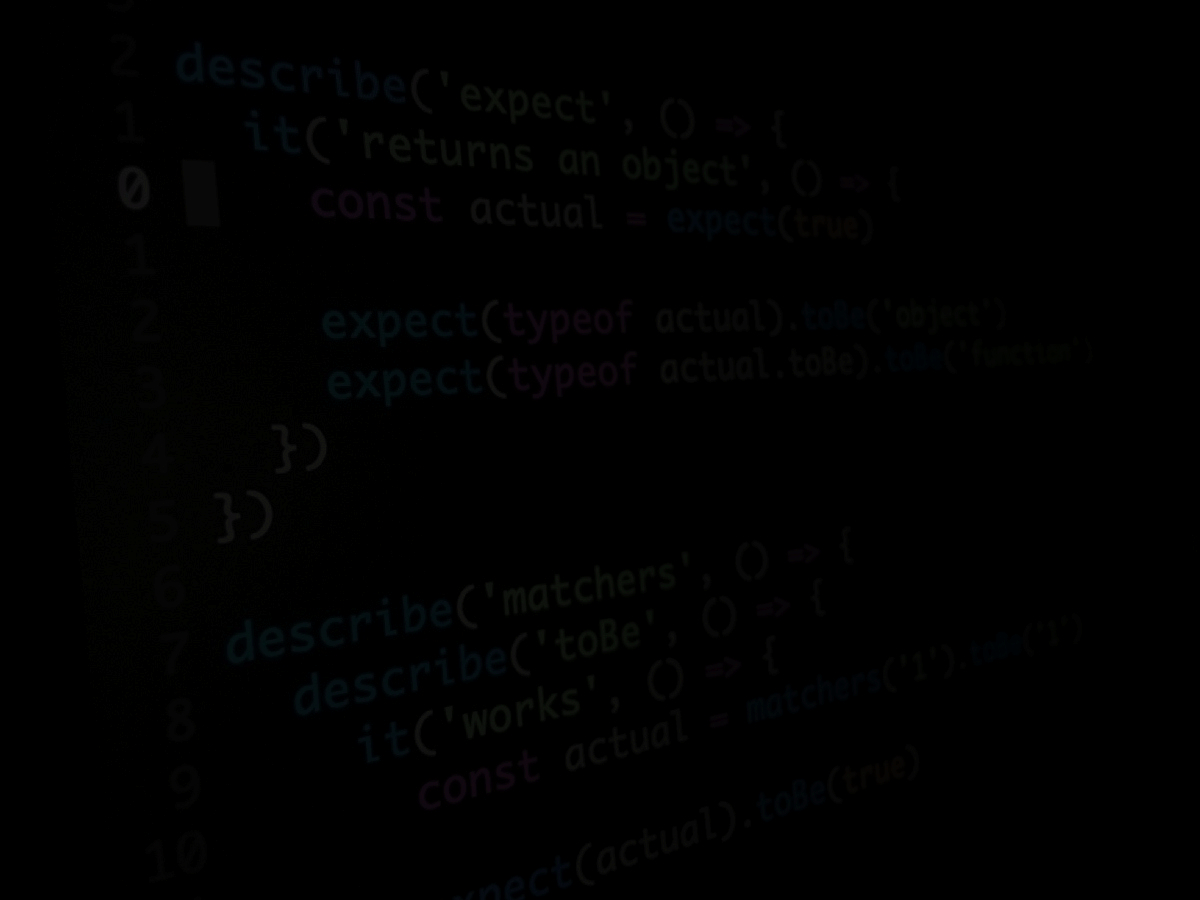 3
2 describe('expect', () => {
1 it('returns an object', () => {
0 const actual = expect(true)
1
2 expect(typeof actual).toBe('object')
3 expect(typeof actual.toBe).toBe('function')
4 })
5 })
6
7 describe('matchers', () => {
8 describe('toBe', () => {
9 it('works', () => {
10 const actual = matchers('1').toBe('1')
expect(actual).toBe(true)